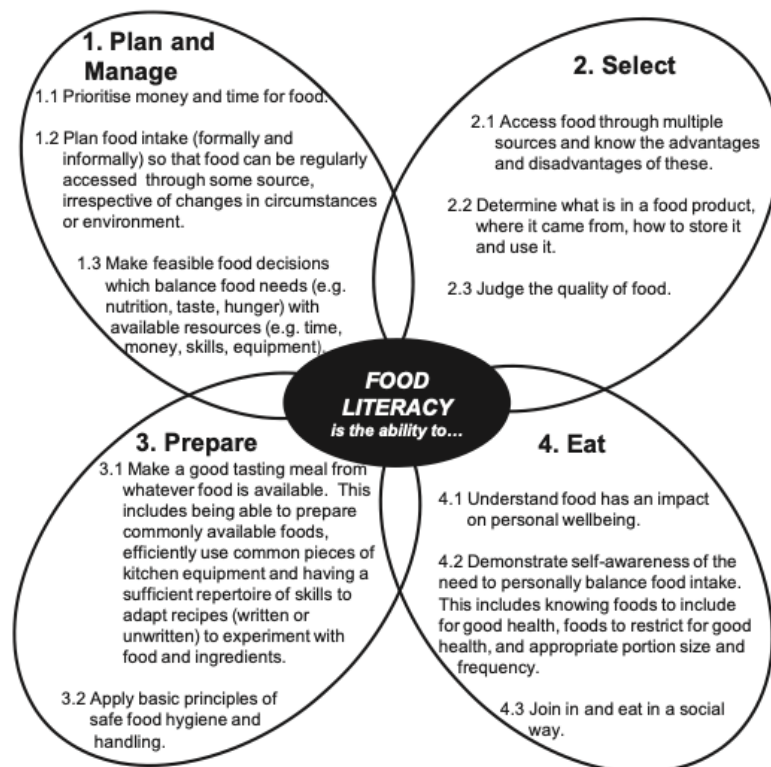 1. Plan and
Manage
1.1 Prioritise money and time for food.
1.2 Plan food intake (formally and
informally) so that food can be regularly
accessed through some source,
irrespective of changes in circumstances
or environment.
1.3 Make feasible food decisions
which balance food needs (e.g.
nutrition, taste, hunger) with
available resources (e.g. time,
money, skills, equipment).
2. Select
2.1 Access food through multiple
sources and know the advantages
and disadvantages of these.
2.2 Determine what is in a food product,
where it came from, how to store it
and use it.
2.3 Judge the quality of food.
FOOD
LITERACY
is the ability to...
3. Prepare
3.1 Make a good tasting meal from
whatever food is available. This
includes being able to prepare
commonly available foods,
efficiently use common pieces of
kitchen equipment and having a
sufficient repertoire of skills to
adapt recipes (written or
unwritten) to experiment with
food and ingredients.
3.2 Apply basic principles of
safe food hygiene and
handling.
4. Eat
4.1 Understand food has an impact
on personal wellbeing.
4.2 Demonstrate self-awareness of the
need to personally balance food intake.
This includes knowing foods to include
for good health, foods to restrict for good
health, and appropriate portion size and
frequency.
4.3 Join in and eat in a social
way.